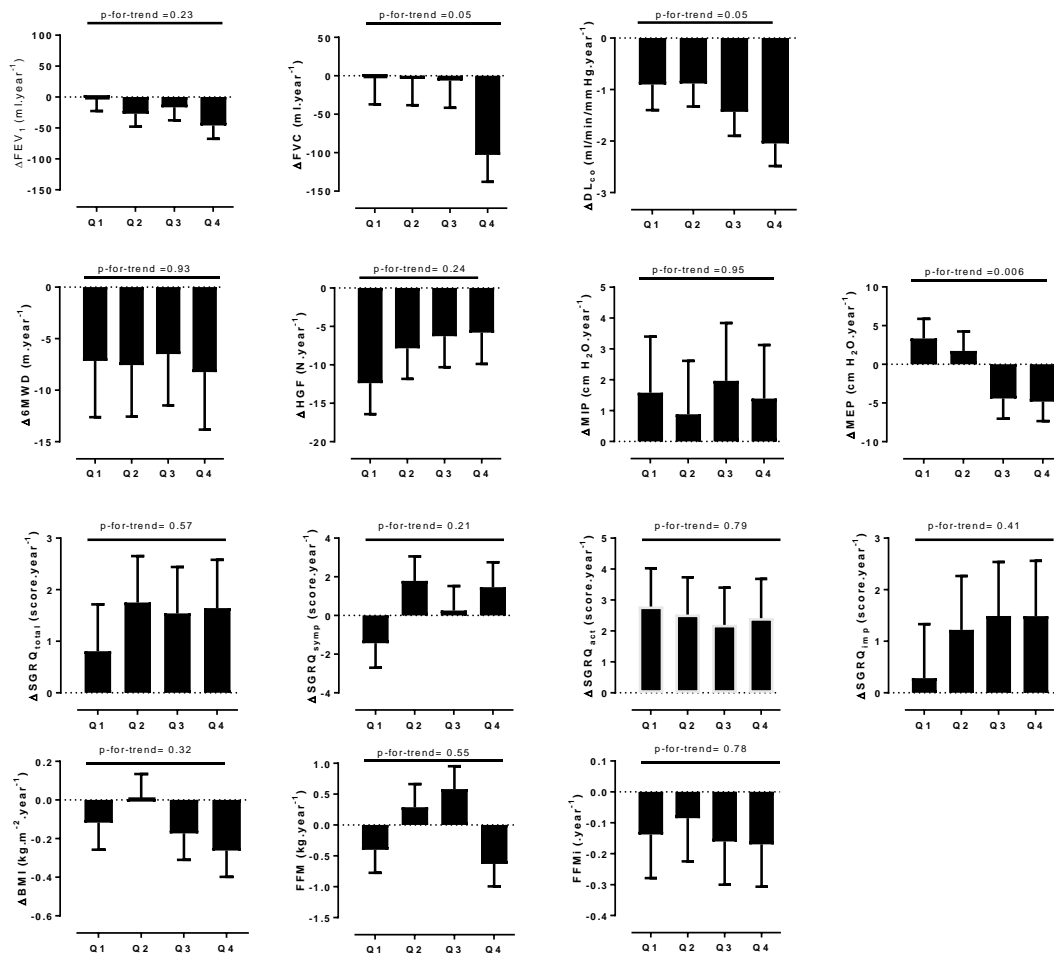 p-for-trend =0.23
ΔFEV1 (ml.year-1)
100
50
0
-50
-100
-150
Q1 Q2 Q3 Q4
p-for-trend =0.05
ΔFVC (ml.year-1)
50
0
-50
-100
-150
Q1 Q2 Q3 Q4
p-for-trend =0.05
ΔDLco (ml/min/mmHg.year-1)
0
-1
-2
-3
Q1 Q2 Q3 Q4
p-for-trend =0.93
Δ6MWD (m.year-1)
0
-5
-10
-15
Q1 Q2 Q3 Q4
p-for-trend= 0.24
ΔHGF (N.year-1)
0
-5
-10
-15
-20
Q1 Q2 Q3 Q4
p-for-trend =0.95
ΔMIP (cm H2O.year-1)
5
4
3
2
1
0
Q1 Q2 Q3 Q4
p-for-trend =0.006
ΔMEP (cm H2O.year-1)
10
5
0
-5
-10
Q1 Q2 Q3 Q4
p-for-trend= 0.57
ΔSGRQtotal (score.year-1)
3
2
1
0
Q1 Q2 Q3 Q4
p-for-trend= 0.21
ΔSGRQsymp (score.year-1)
4
2
0
-2
-4
Q1 Q2 Q3 Q4
p-for-trend= 0.79
ΔSGRQact (score.year-1)
5
4
3
2
1
0
Q1 Q2 Q3 Q4
p-for-trend= 0.41
ΔSGRQimp (score.year-1)
3
2
1
0
Q1 Q2 Q3 Q4
p-for-trend= 0.32
ΔBMI (kg.m-2.year-1)
0.2
0.0
-0.2
-0.4
-0.6
Q1 Q2 Q3 Q4
p-for-trend= 0.55
FFM (kg.year-1)
1.0
0.5
0.0
-0.5
-1.0
-1.5
Q1 Q2 Q3 Q4
p-for-trend= 0.78
FFMi (.year-1)
0.1
0.0
-0.1
-0.2
-0.3
-0.4
Q1 Q2 Q3 Q4